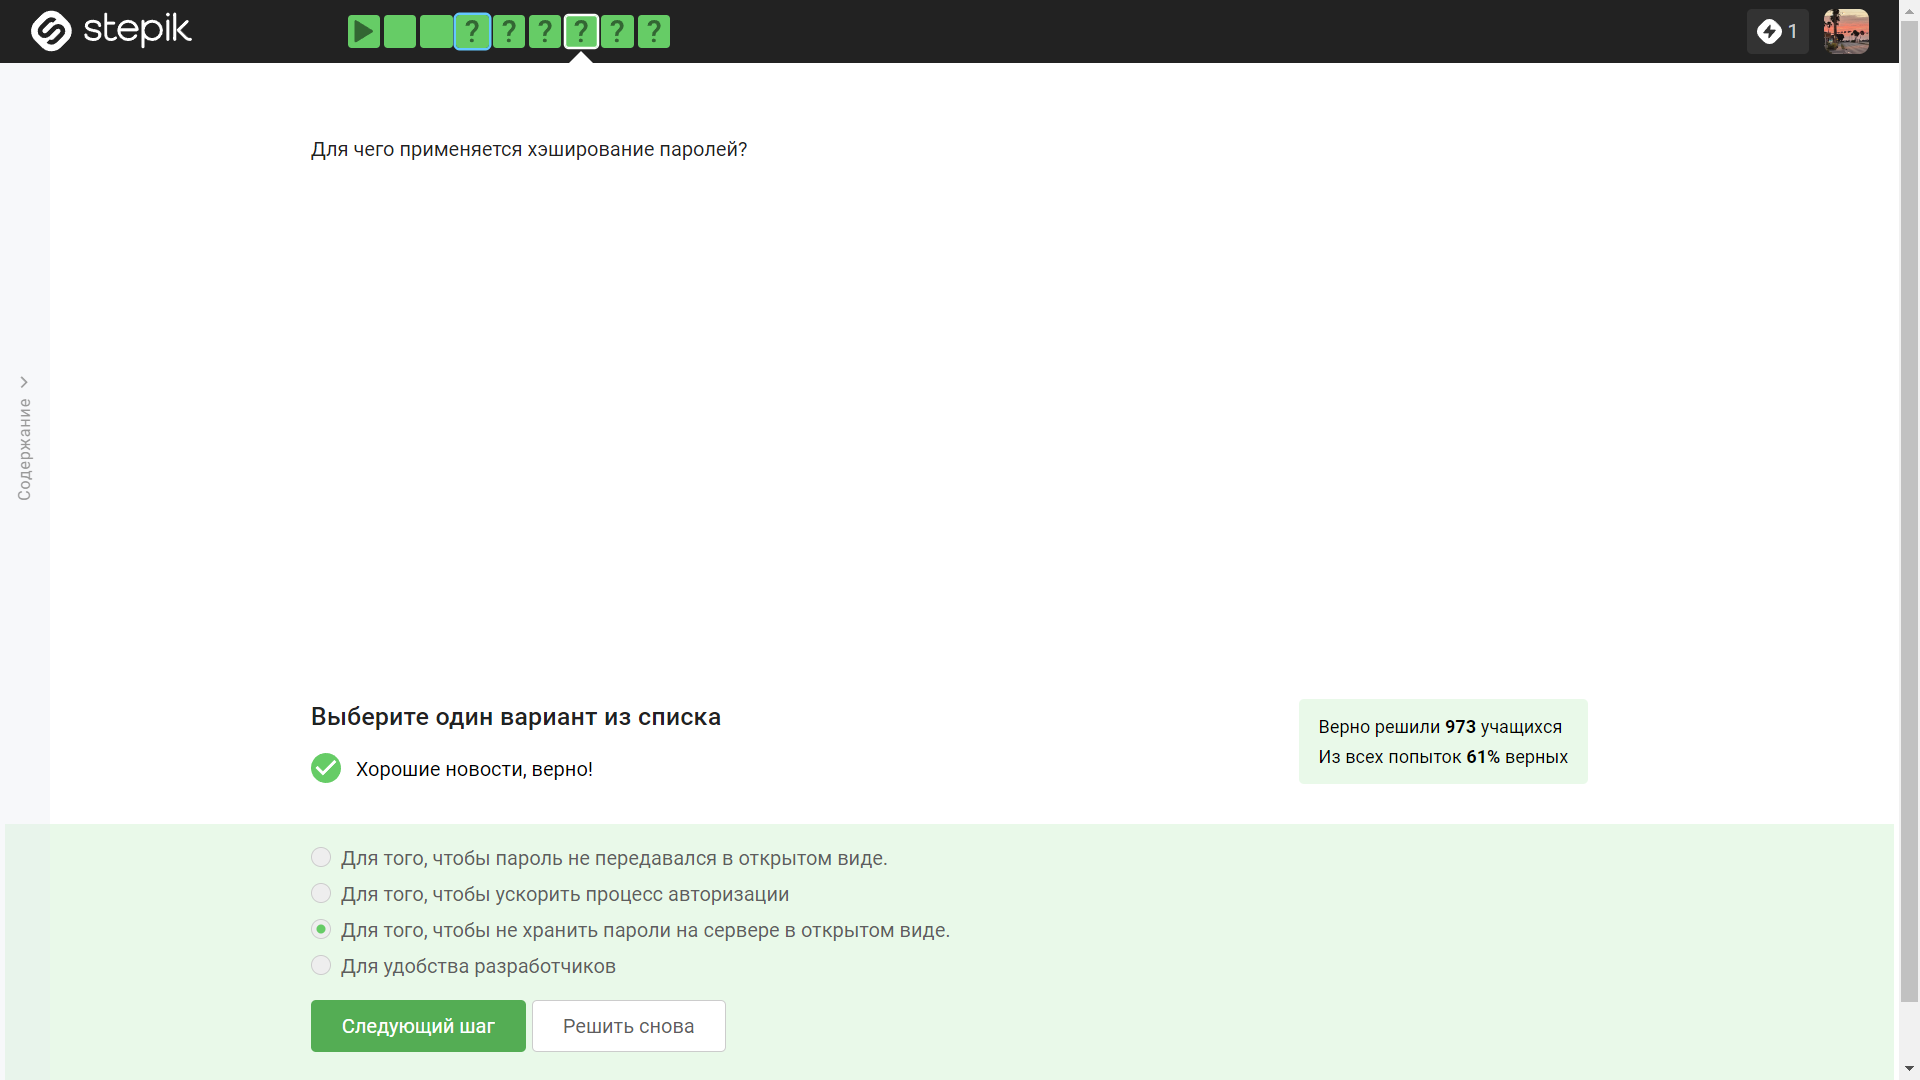 stepik
? ? ? ? ? ?
1
Содержание
Для чего применяется хэширование паролей?
Выберите один вариант из списка
Хорошие новости, верно!
Верно решили 973 учащихся
Из всех попыток 61% верных
Для того, чтобы пароль не передавался в открытом виде.
Для того, чтобы ускорить процесс авторизации
Для того, чтобы не хранить пароли на сервере в открытом виде.
Для удобства разработчиков
Следующий шаг
Решить снова